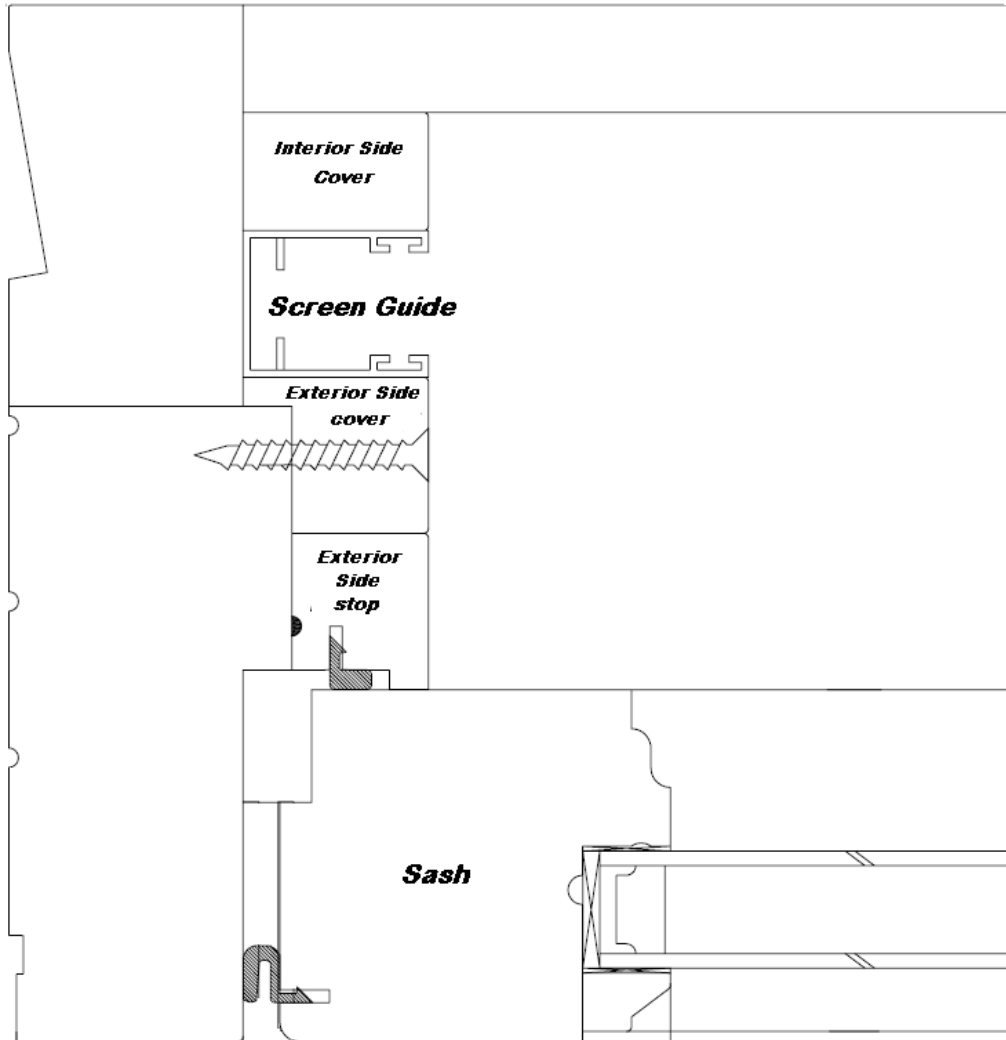 Interior Side
Cover
Screen Guide
Exterior Side
cover
Exterior
Side
stop
Sash